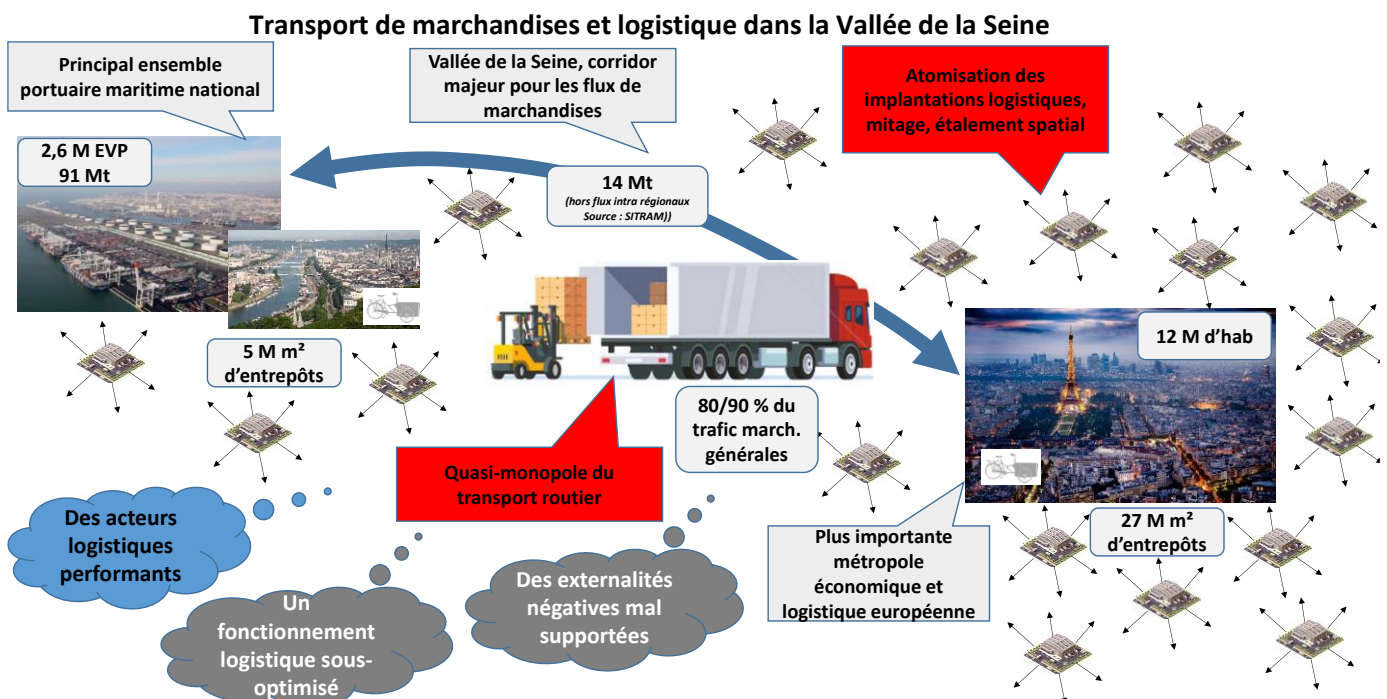 Transport de marchandises et logistique dans la Vallée de la Seine
Principal ensemble
portuaire maritime national
Vallée de la Seine, corridor
majeur pour les flux de
marchandises
Atomisation des
implantations logistiques,
mitage, étalement spatial
2,6 M EVP
91 Mt
14 Mt
(hors flux intra régionaux
Source : SITRAM))
12 M d’hab
5 M m²
d’entrepôts
80/90 % du
trafic march.
générales
Quasi-monopole du
transport routier
Des acteurs
logistiques
performants
Un
fonctionnement
logistique sous-
optimisé
Des externalités
négatives mal
supportées
Plus importante
métropole
économique et
logistique européenne
27 M m²
d’entrepôts